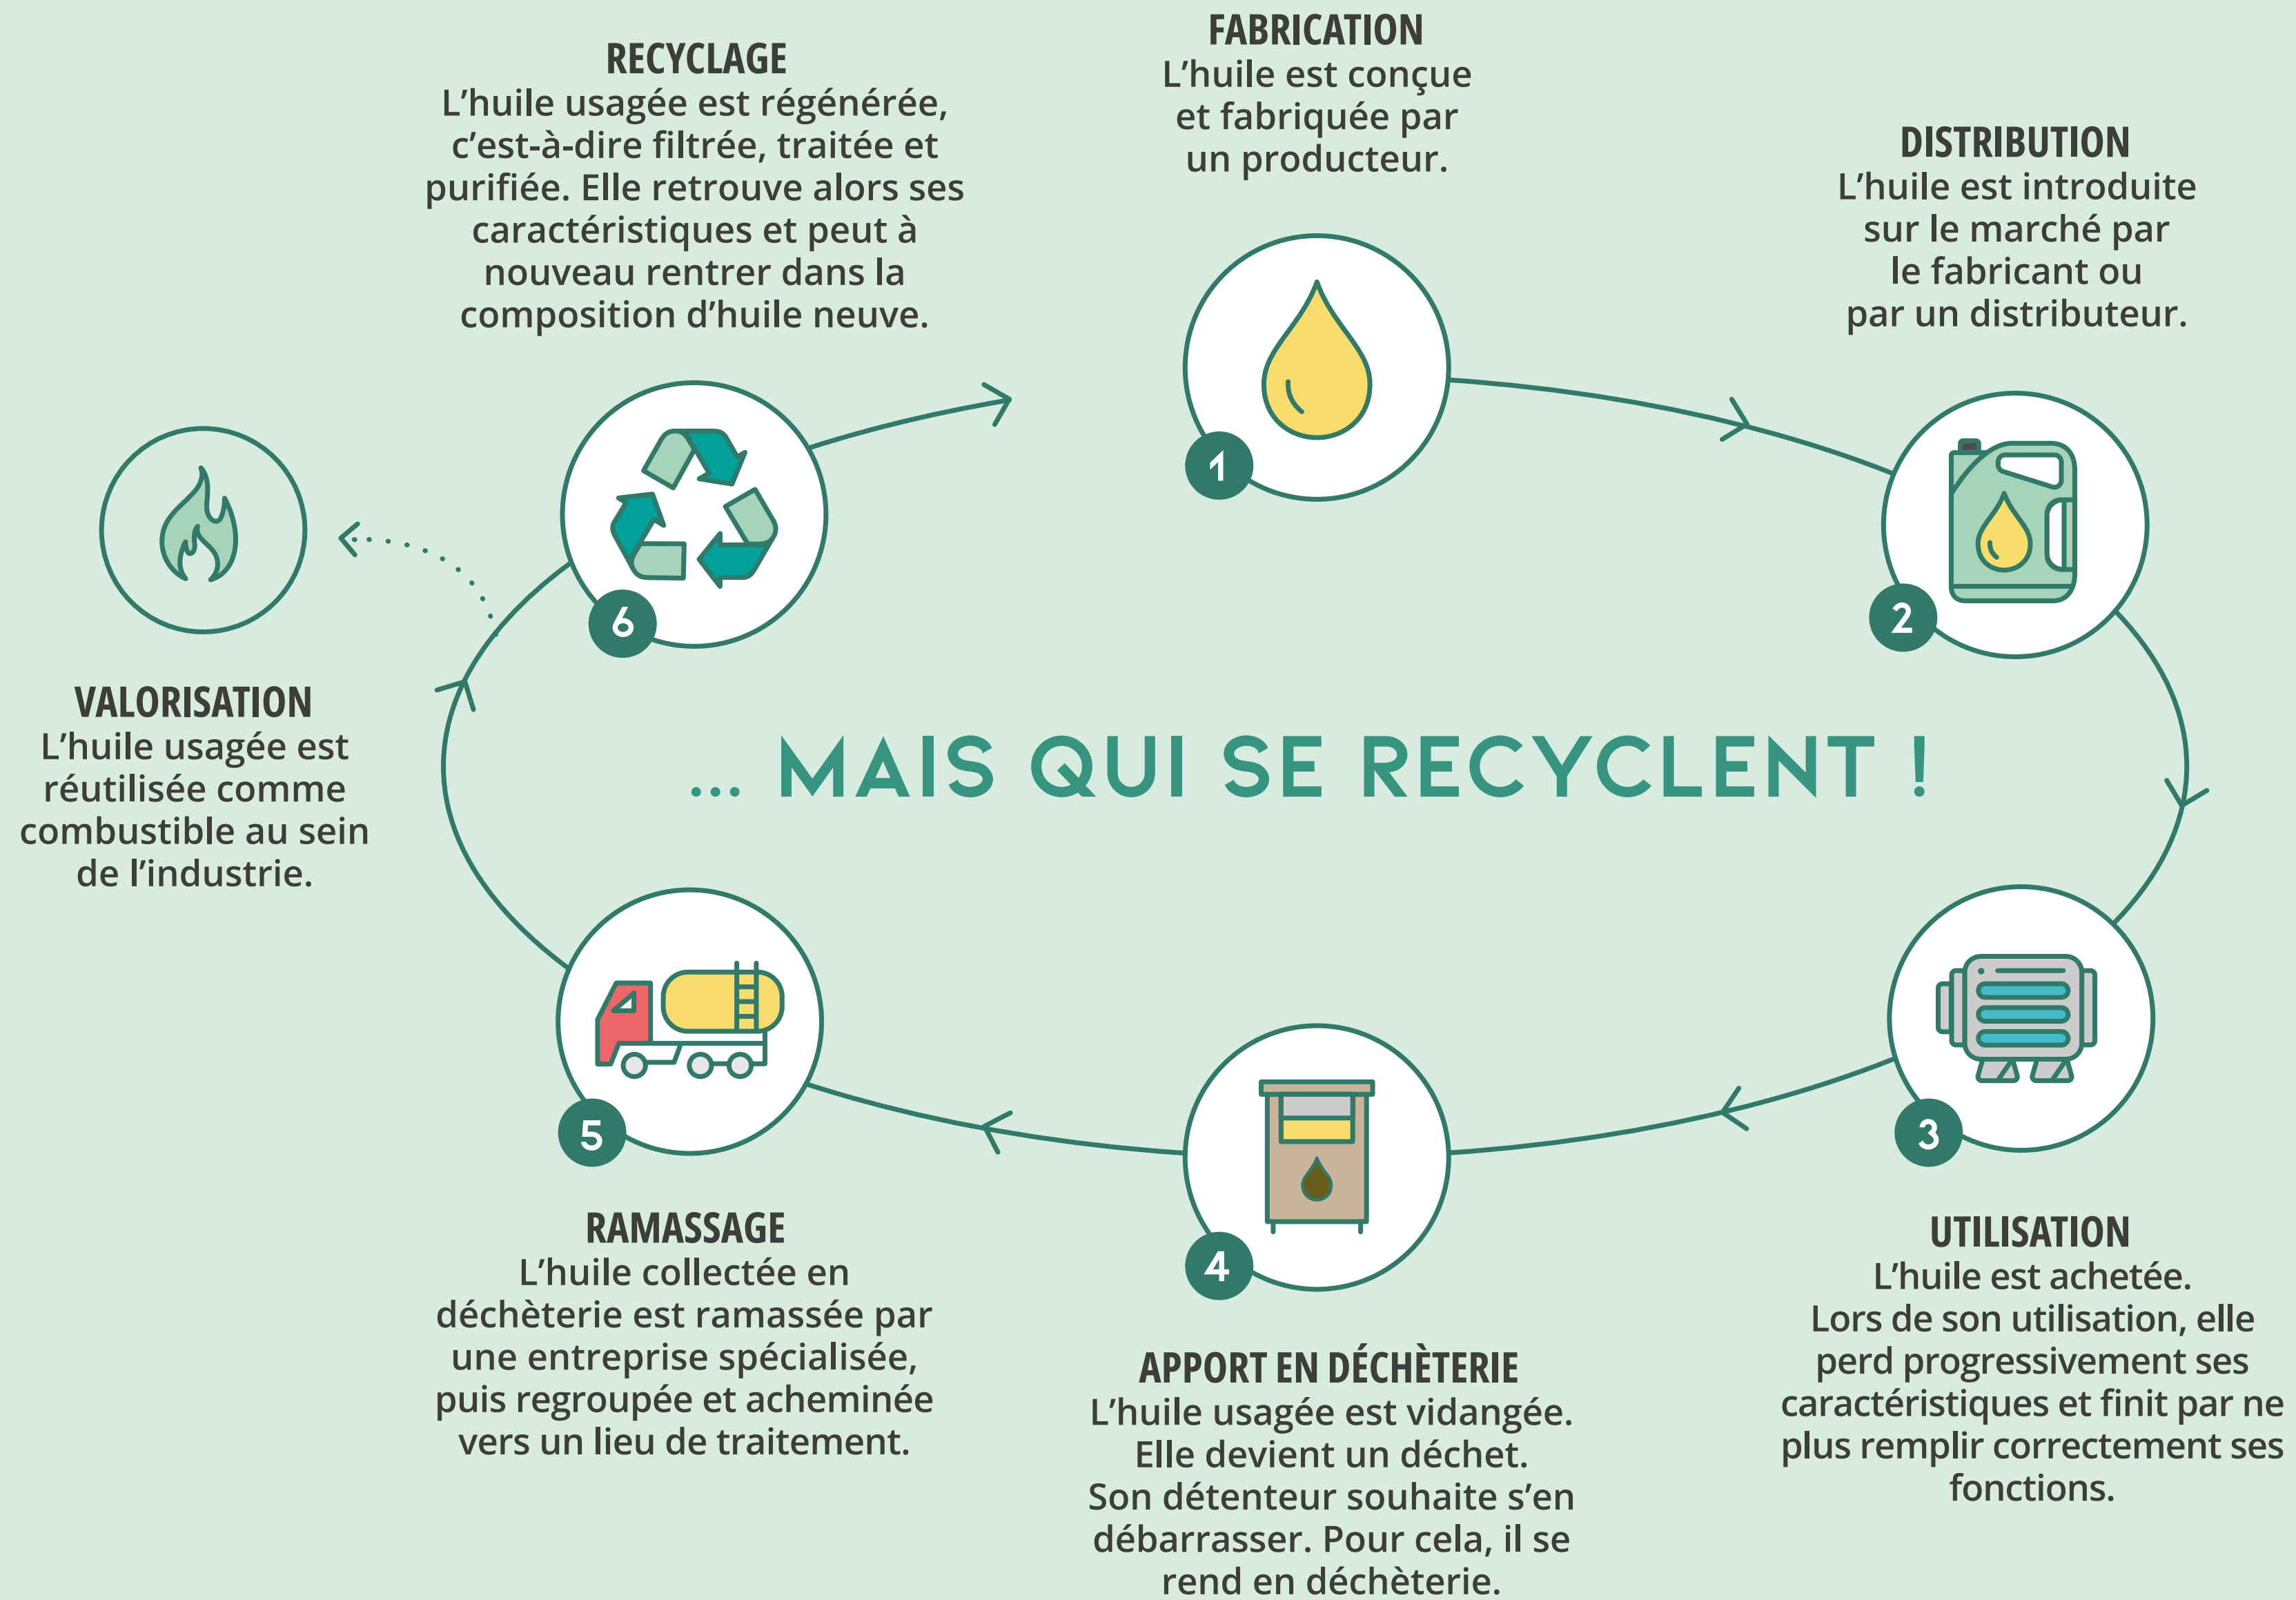 FABRICATION
L'huile est conçue
et fabriquée par
un producteur.
1
DISTRIBUTION
L'huile est introduite
sur le marché par
le fabricant ou
par un distributeur.
2
UTILISATION
L'huile est achetée.
Lors de son utilisation, elle
perd progressivement ses
caractéristiques et finit par ne
plus remplir correctement ses
fonctions.
3
APPORT EN DÉCHÈTERIE
L'huile usagée est vidangée.
Elle devient un déchet.
Son détenteur souhaite s'en
débarrasser. Pour cela, il se
rend en déchèterie.
4
RAMASSAGE
L'huile collectée en
déchèterie est ramassée par
une entreprise spécialisée,
puis regroupée et acheminée
vers un lieu de traitement.
5
RECYCLAGE
L'huile usagée est régénérée,
c'est-à-dire filtrée, traitée et
purifiée. Elle retrouve alors ses
caractéristiques et peut à
nouveau rentrer dans la
composition d'huile neuve.
6
VALORISATION
L'huile usagée est
réutilisée comme
combustible au sein
de l'industrie.
... MAIS QUI SE RECYCLENT !